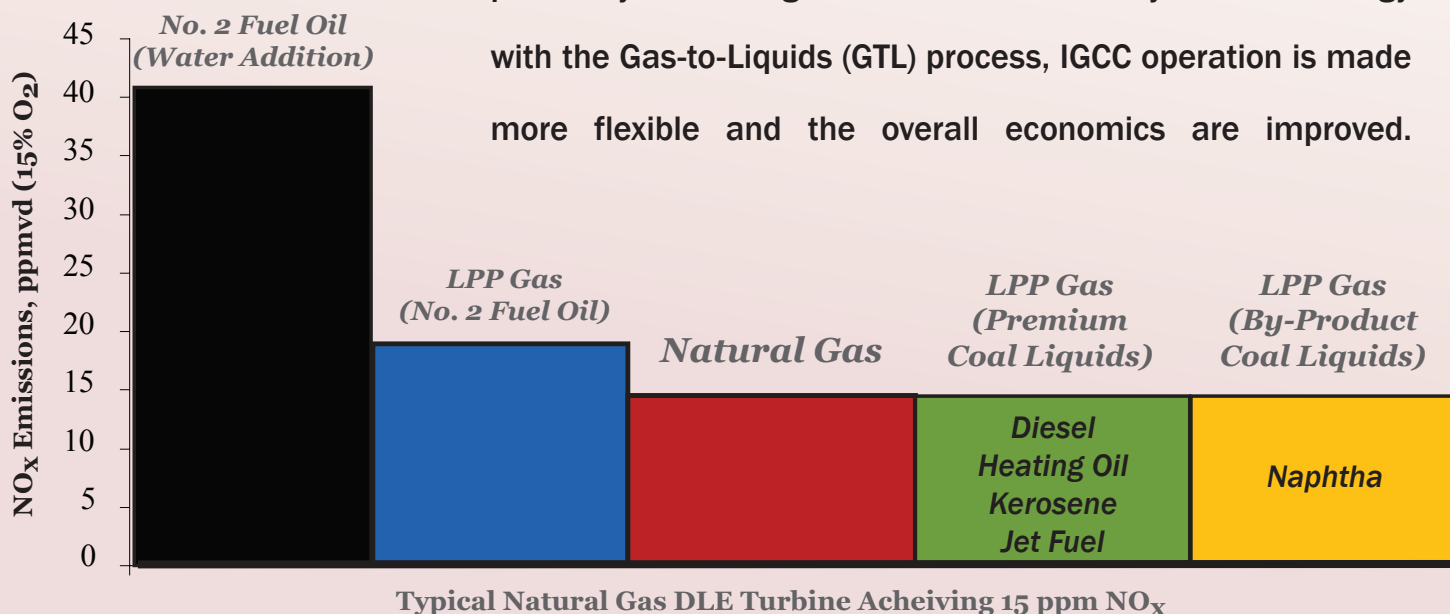 with the Gas-to-Liquids (GTL) process, IGCC operation is made
more flexible and the overall economics are improved.
No. 2 Fuel Oil
(Water Addition)
LPP Gas
(No. 2 Fuel Oil)
Natural Gas
LPP Gas
(Premium
Coal Liquids)
LPP Gas
(By-Product
Coal Liquids)
Diesel
Heating Oil
Kerosene
Jet Fuel
Naphtha
NOX Emissions, ppmvd (15% O2)
45
40
35
30
25
20
15
10
5
0
Typical Natural Gas DLE Turbine Acheiving 15 ppm NOX